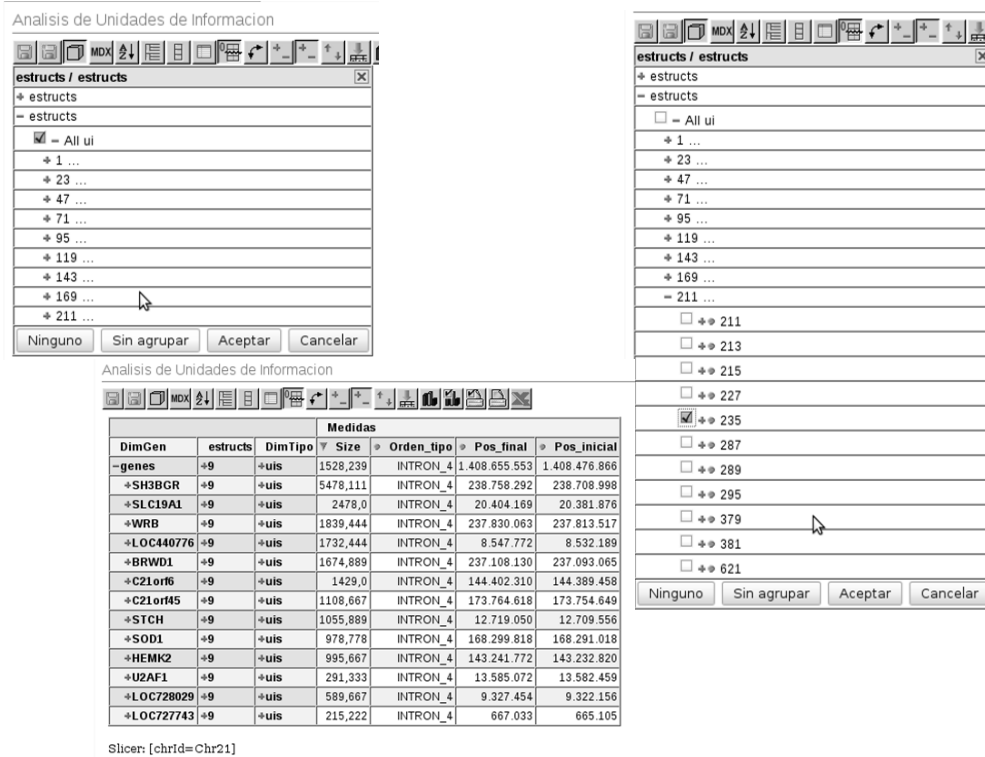 Analisis de Unidades de Informacion
MDX
estructs / estructs
estructs
estructs
All ui
1 ...
23 ...
47 ...
71 ...
95 ...
119 ...
143 ...
169 ...
211 ...
Ninguno Sin agrupar Aceptar Cancelar
MDX
estructs / estructs
estructs
estructs
All ui
1 ...
23 ...
47 ...
71 ...
95 ...
119 ...
143 ...
169 ...
211 ...
211
213
215
227
235
287
289
295
379
381
621
Ninguno Sin agrupar Aceptar Cancelar
Analisis de Unidades de Informacion
MDX
Medidas
DimGen estructs DimTipo Size Orden_tipo Pos_final Pos_inicial
genes 9 uis 1528,239 INTRON_4 1.408.655.553 1.408.476.866
SH3BGR 9 uis 5478,111 INTRON_4 238.758.292 238.708.998
SLC19A1 9 uis 2478,0 INTRON_4 20.404.169 20.381.876
WRB 9 uis 1839,444 INTRON_4 237.830.063 237.813.517
LOC440776 9 uis 1732,444 INTRON_4 8.547.772 8.532.189
BRWD1 9 uis 1674,889 INTRON_4 237.108.130 237.093.065
C21orf6 9 uis 1429,0 INTRON_4 144.402.310 144.389.458
C21orf45 9 uis 1108,667 INTRON_4 173.764.618 173.754.649
STCH 9 uis 1055,889 INTRON_4 12.719.050 12.709.556
SOD1 9 uis 978,778 INTRON_4 168.299.818 168.291.018
HEMK2 9 uis 995,667 INTRON_4 143.241.772 143.232.820
U2AF1 9 uis 291,333 INTRON_4 13.585.072 13.582.459
LOC728029 9 uis 589,667 INTRON_4 9.327.454 9.322.156
LOC727743 9 uis 215,222 INTRON_4 667.033 665.105
Slicer: [chrId=Chr21]